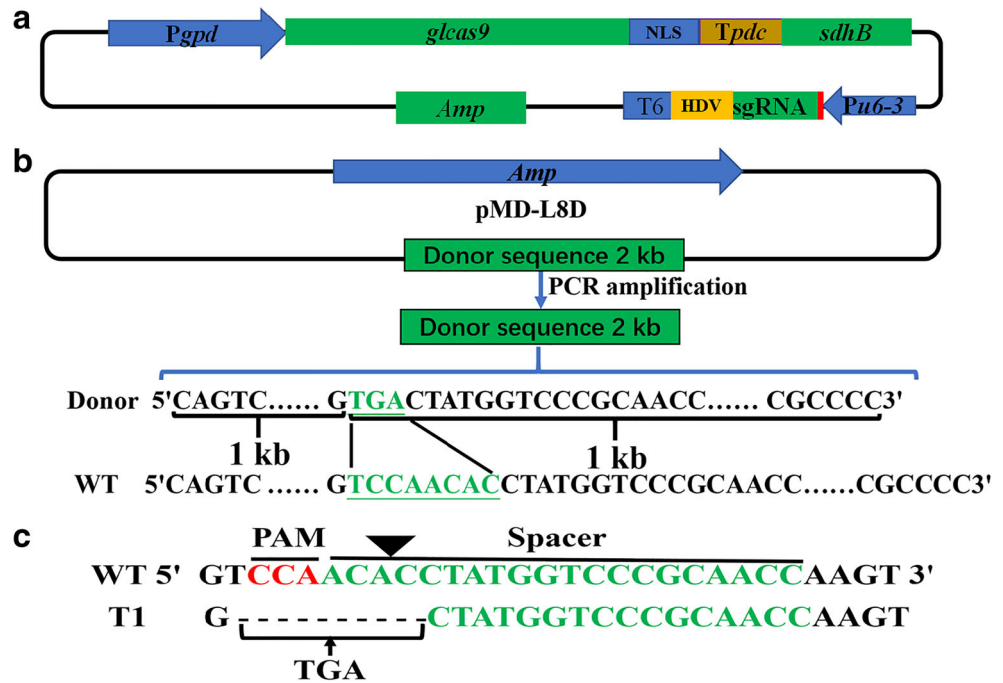 a
Pgpd glcas9 NLS Tpdc sdhB
Amp T6 HDV sgRNA Pu6-3
b
Amp
pMD-L8D
Donor sequence 2 kb
PCR amplification
Donor sequence 2 kb
Donor 5'CAGTC...... GTGACTATGGTCCCGCAACC...... CGCCCC3'
1 kb 1 kb
WT 5'CAGTC ...... GTCCAACACCTATGGTCCCGCAACC......CGCCCC3'
c
PAM Spacer
WT 5' GTCCAACACCTATGGTCCCGCAACCAAGT 3'
T1 G--------CTATGGTCCCGCAACCAAGT
TGA